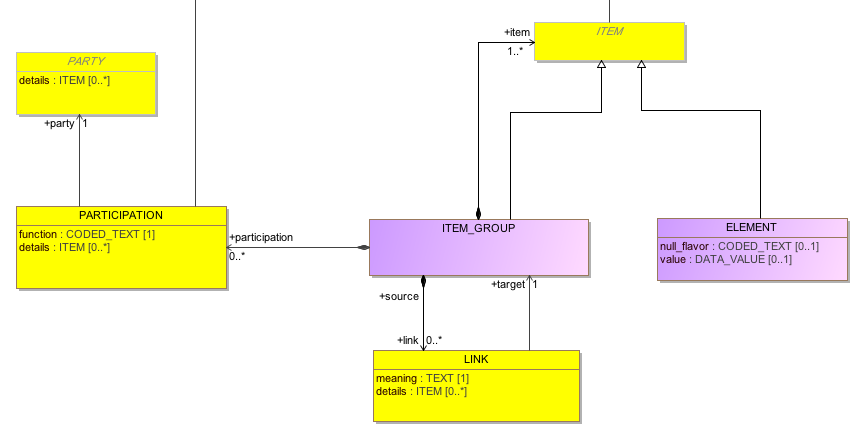 +item
ITEM
1..*
PARTY
details : ITEM [0..*]
+party
1
PARTICIPATION
function : CODED_TEXT [1]
details : ITEM [0..*]
+participation
0..*
ITEM_GROUP
ELEMENT
null_flavor : CODED_TEXT [0..1]
value : DATA_VALUE [0..1]
+source
+target
1
+link
0..*
LINK
meaning : TEXT [1]
details : ITEM [0..*]